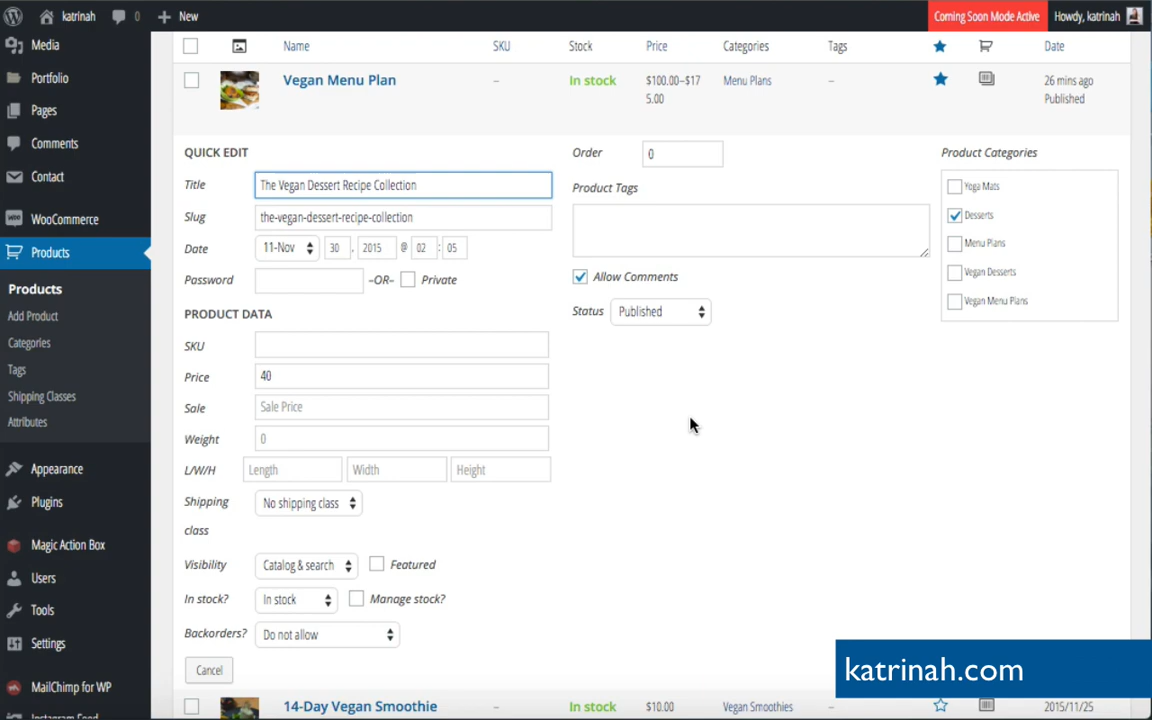 katrinah 0 New Coming Soon Mode Active Howdy, katrinah
Media
Portfolio
Pages
Comments
Contact
WooCommerce
Products
Products
Add Product
Categories
Tags
Shipping Classes
Attributes
Appearance
Plugins
Magic Action Box
Users
Tools
Settings
MailChimp for WP
Instagram Feed
Name SKU Stock Price Categories Tags Date
Vegan Menu Plan – In stock $100.00–$17 Menu Plans – 26 mins ago
5.00 Published
QUICK EDIT
Title The Vegan Dessert Recipe Collection
Slug the-vegan-dessert-recipe-collection
Date 11-Nov 30 , 2015 @ 02 : 05
Password –OR– Private
PRODUCT DATA
SKU
Price 40
Sale Sale Price
Weight 0
L/W/H Length Width Height
Shipping No shipping class
class
Visibility Catalog & search Featured
In stock? In stock Manage stock?
Backorders? Do not allow
Cancel
Order 0
Product Tags
Allow Comments
Status Published
Product Categories
Yoga Mats
Desserts
Menu Plans
Vegan Desserts
Vegan Menu Plans
katrinah.com
14-Day Vegan Smoothie – In stock $10.00 Vegan Smoothies – 2015/11/25